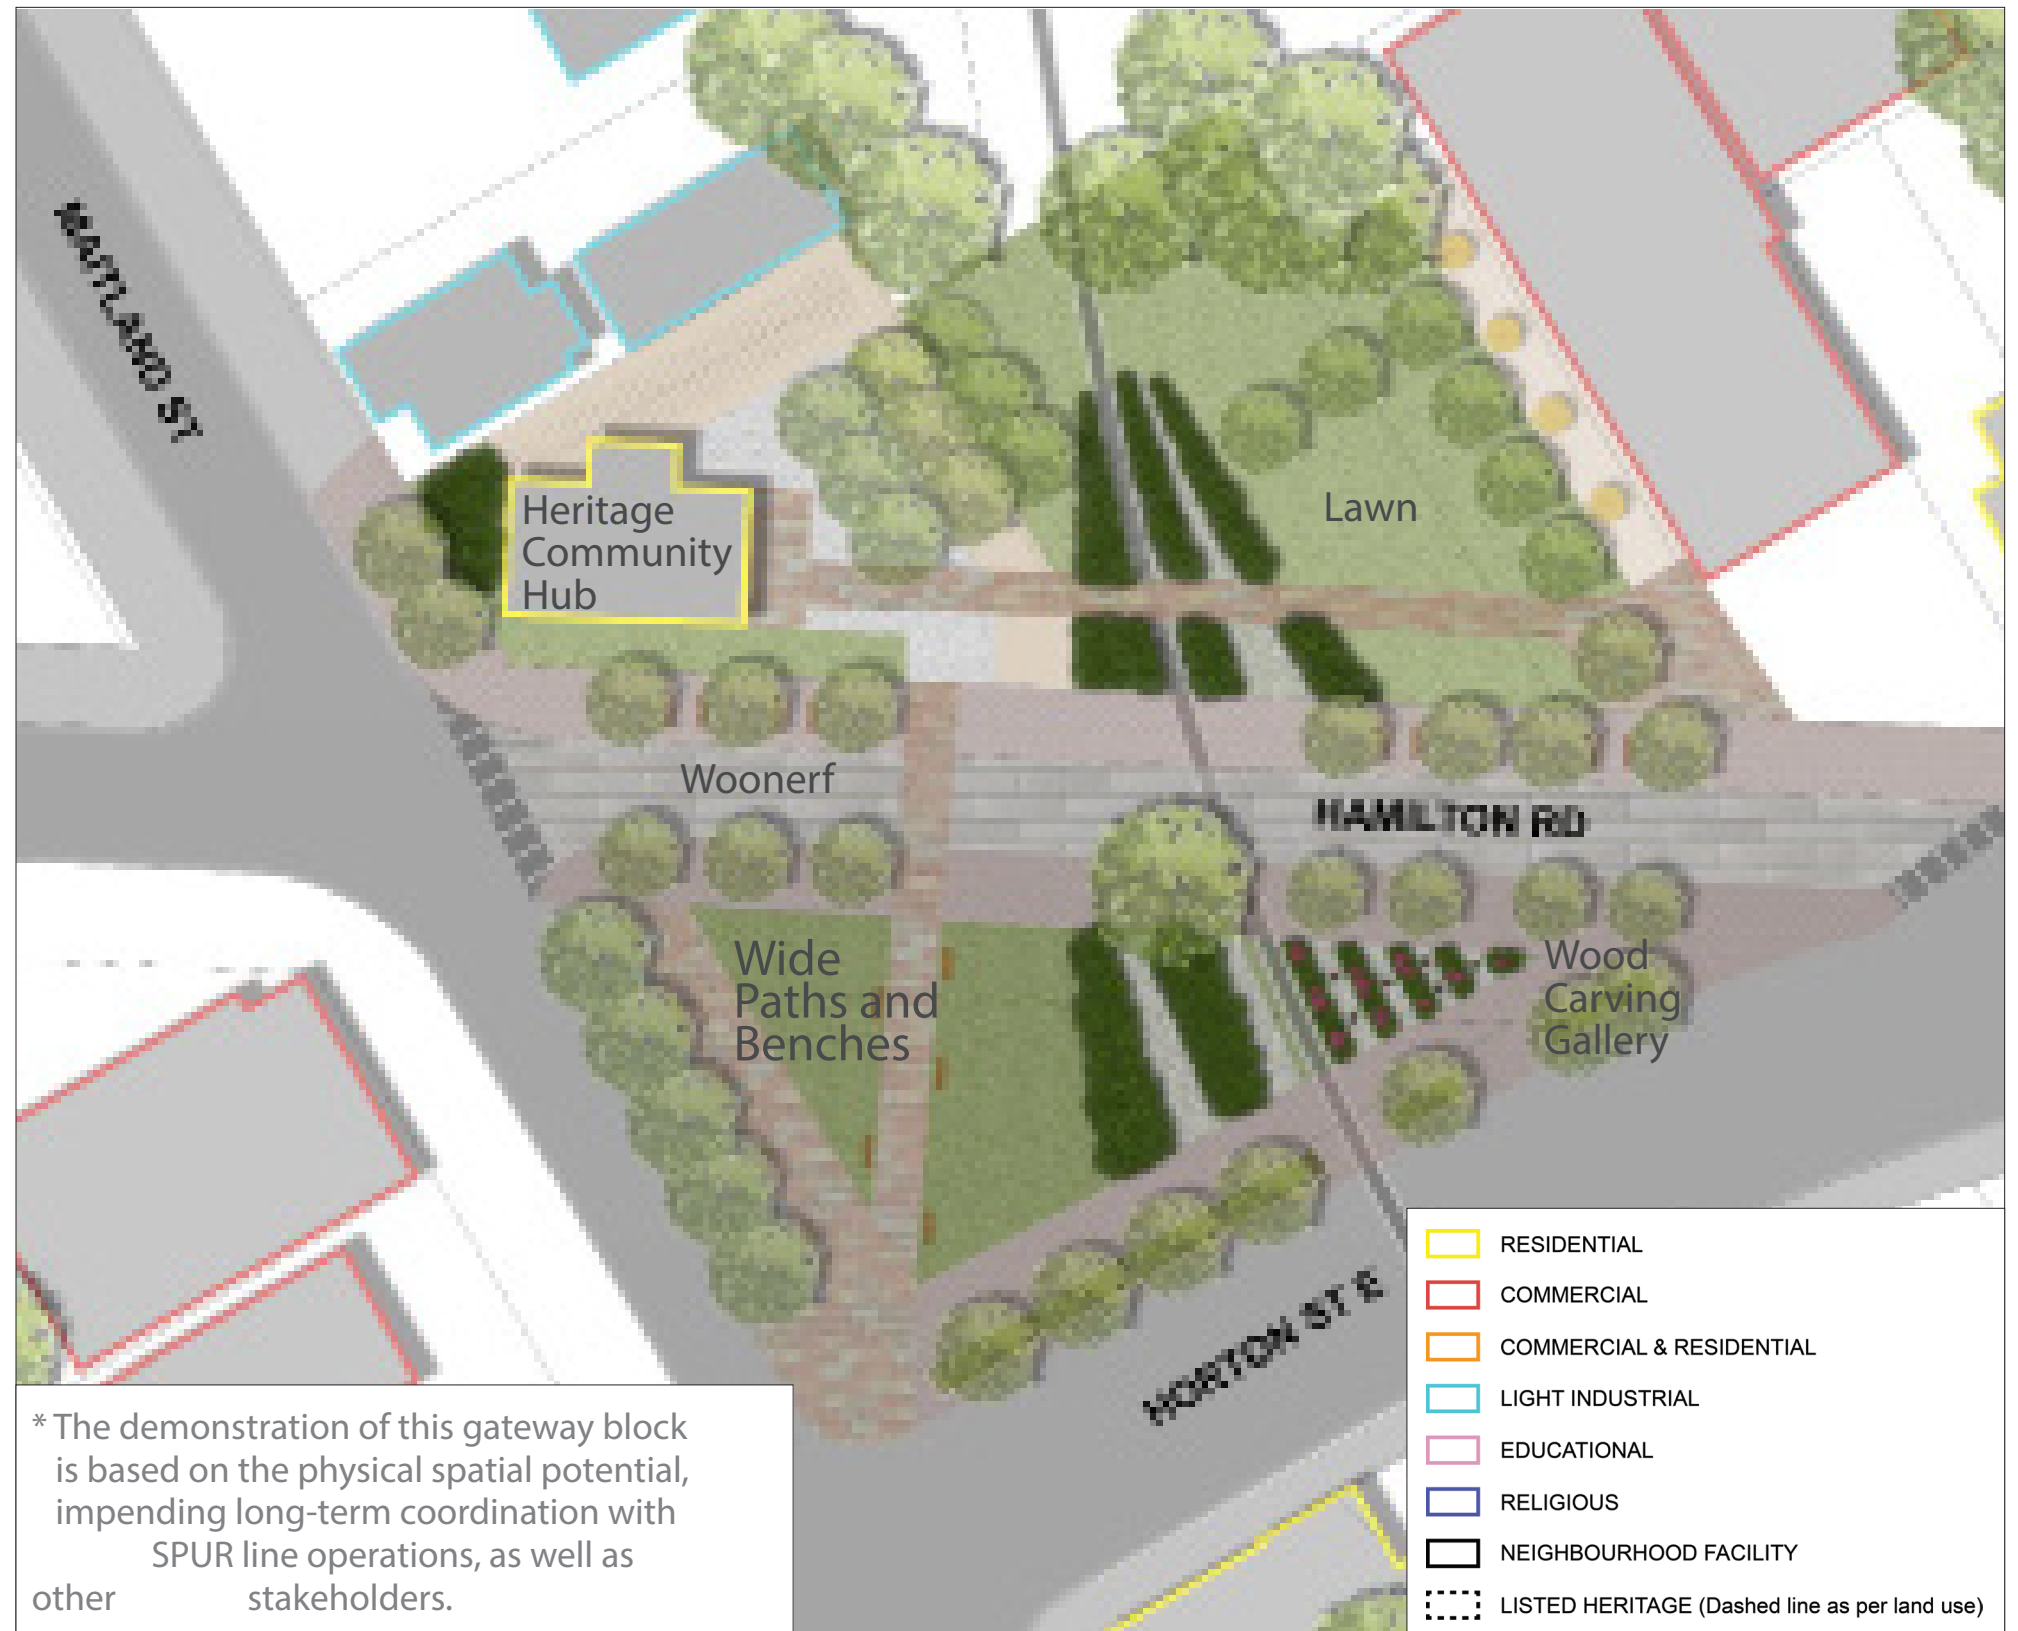 MAITLAND ST
Heritage
Community
Hub
Lawn
Woonerf
HAMILTON RD
Wide
Paths and
Benches
Wood
Carving
Gallery
HORTON ST E
* The demonstration of this gateway block
is based on the physical spatial potential,
impending long-term coordination with
SPUR line operations, as well as
other stakeholders.
RESIDENTIAL
COMMERCIAL
COMMERCIAL & RESIDENTIAL
LIGHT INDUSTRIAL
EDUCATIONAL
RELIGIOUS
NEIGHBOURHOOD FACILITY
LISTED HERITAGE (Dashed line as per land use)